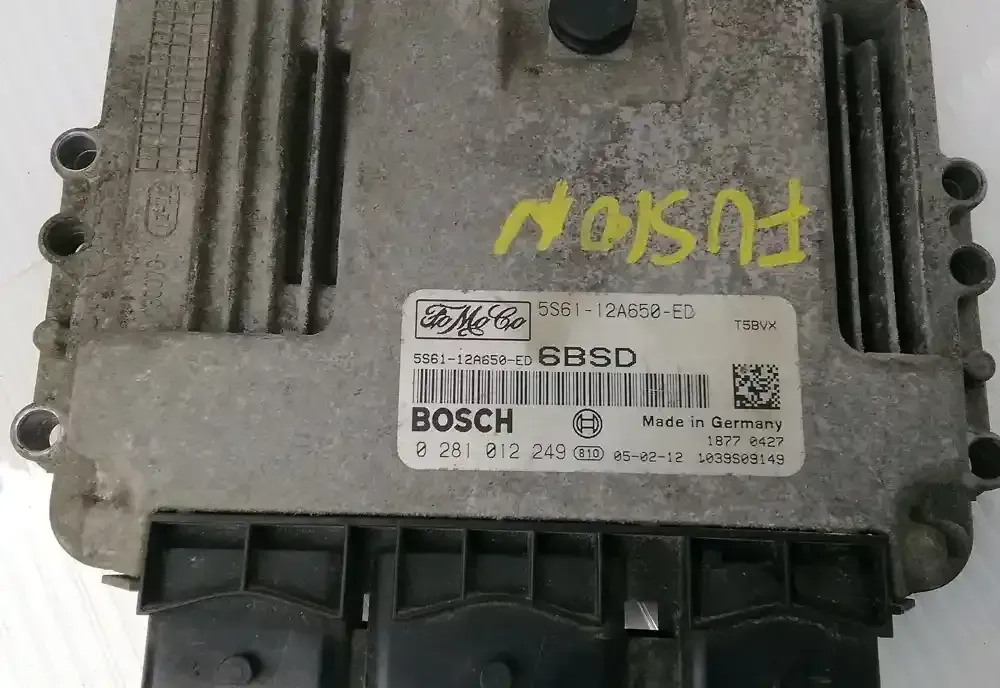 FUSION
FoMoCo 5S61-12A650-ED T5BVX
5S61-12A650-ED 6BSD
BOSCH Made in Germany
1877 0427
0 281 012 249 810 05-02-12 1039S09149